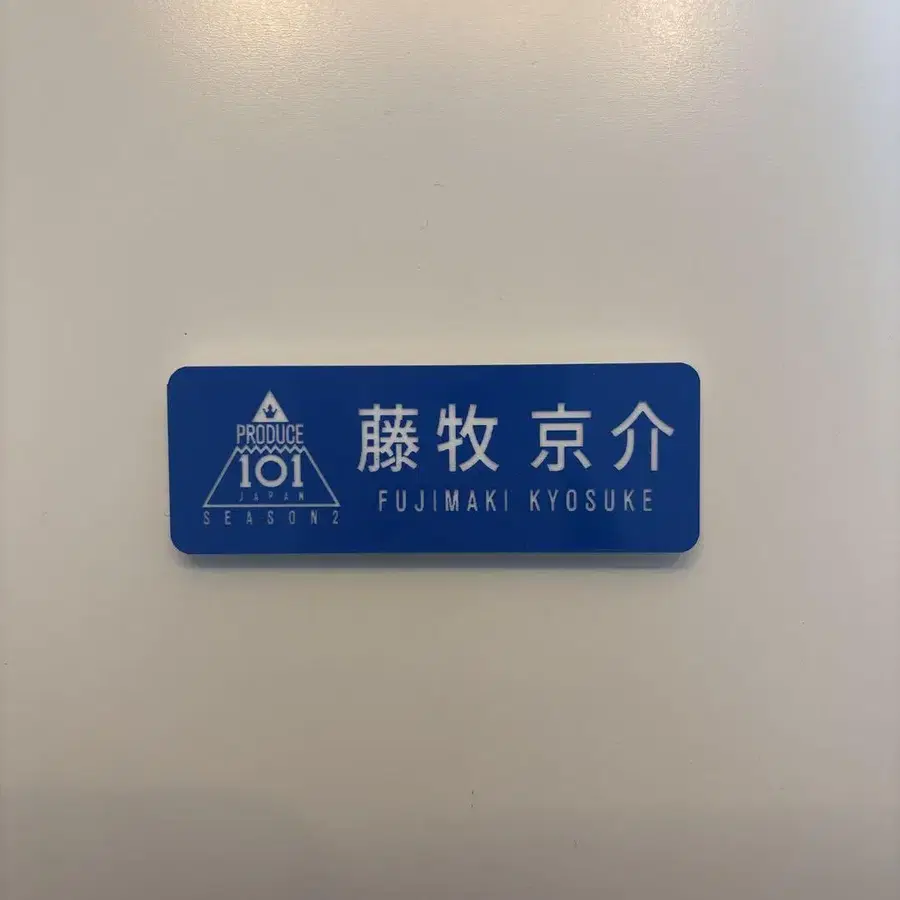 PRODUCE
101
JAPAN
SEASON2
藤牧 京介
FUJIMAKI KYOSUKE